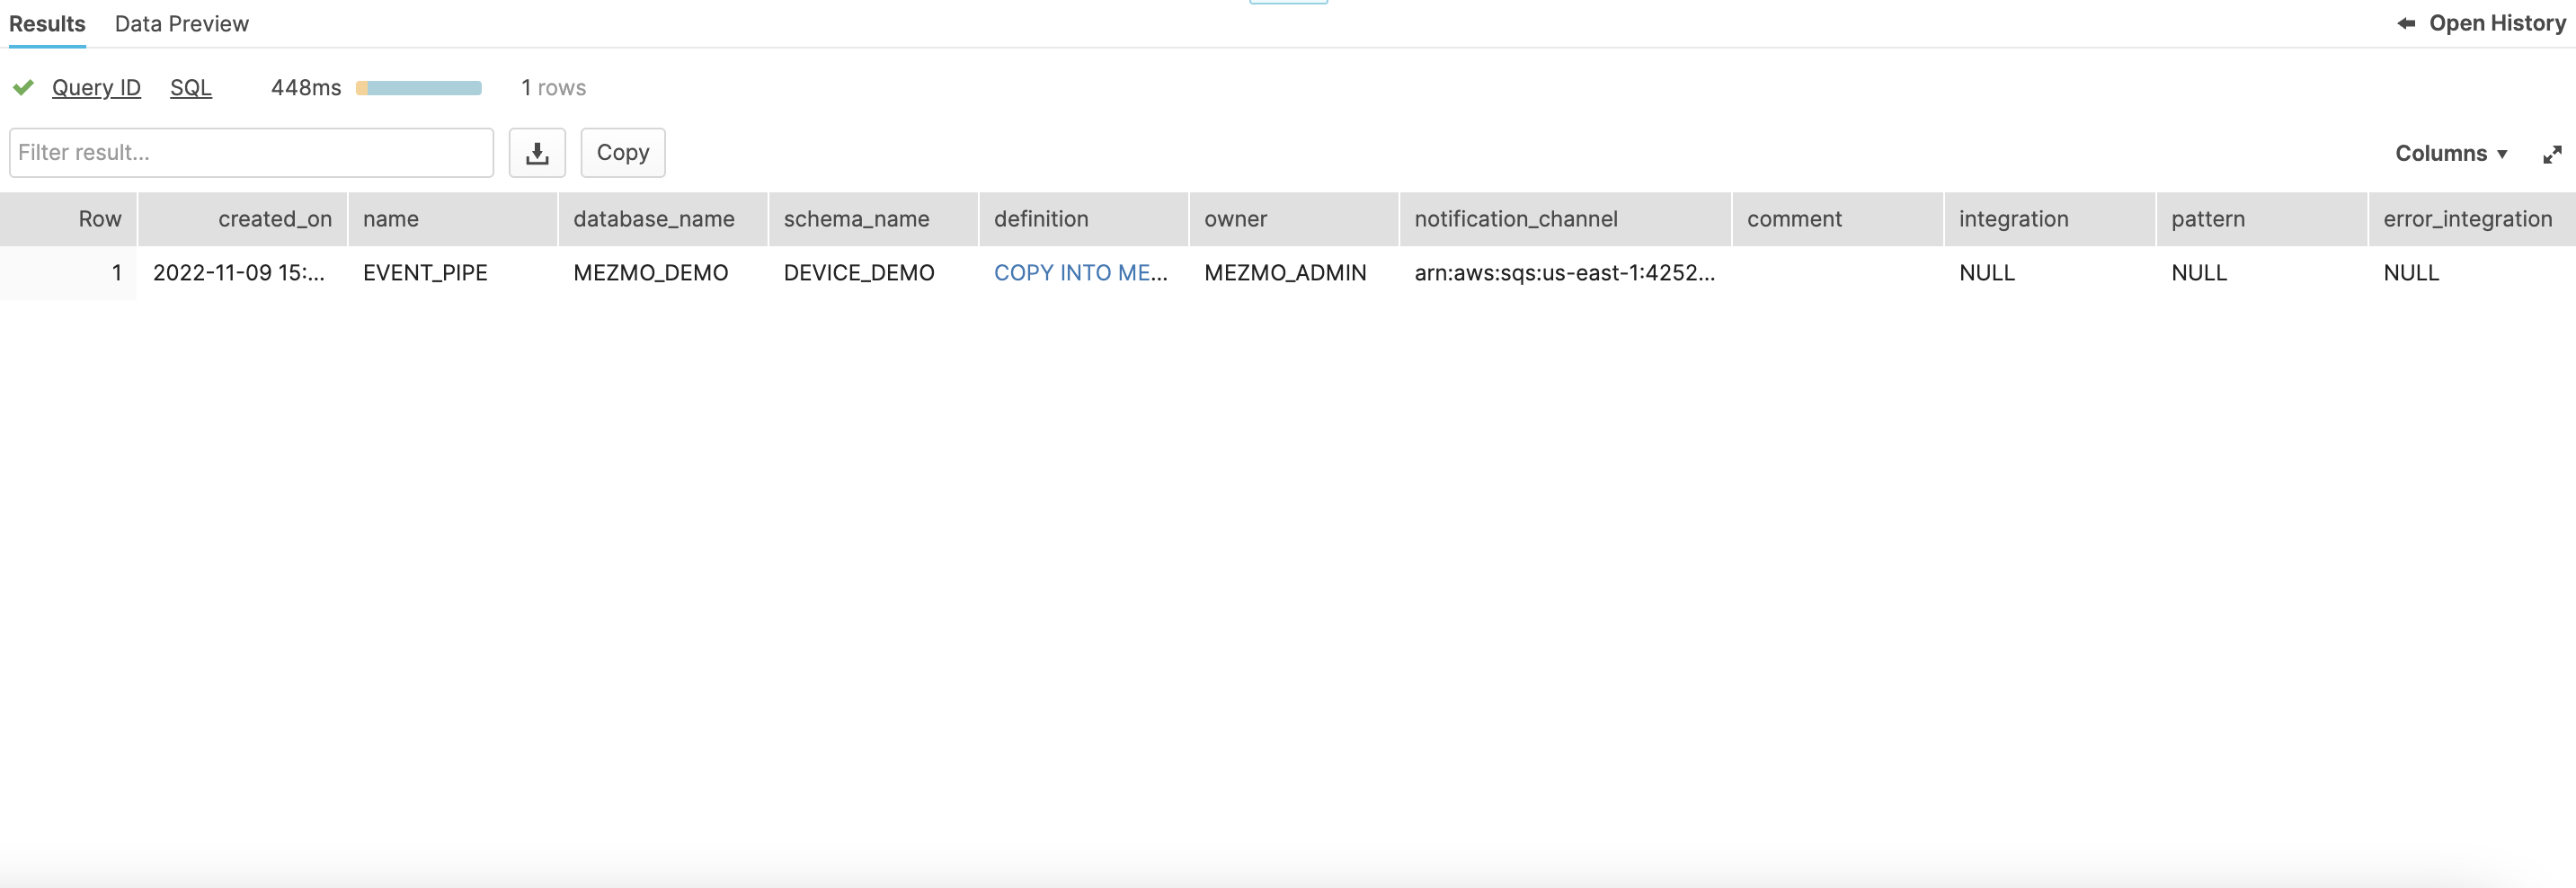 Results Data Preview Open History
Query ID SQL 448ms 1 rows
Filter result... Copy Columns
Row created_on name database_name schema_name definition owner notification_channel comment integration pattern error_integration
1 2022-11-09 15:... EVENT_PIPE MEZMO_DEMO DEVICE_DEMO COPY INTO ME... MEZMO_ADMIN arn:aws:sqs:us-east-1:4252... NULL NULL NULL